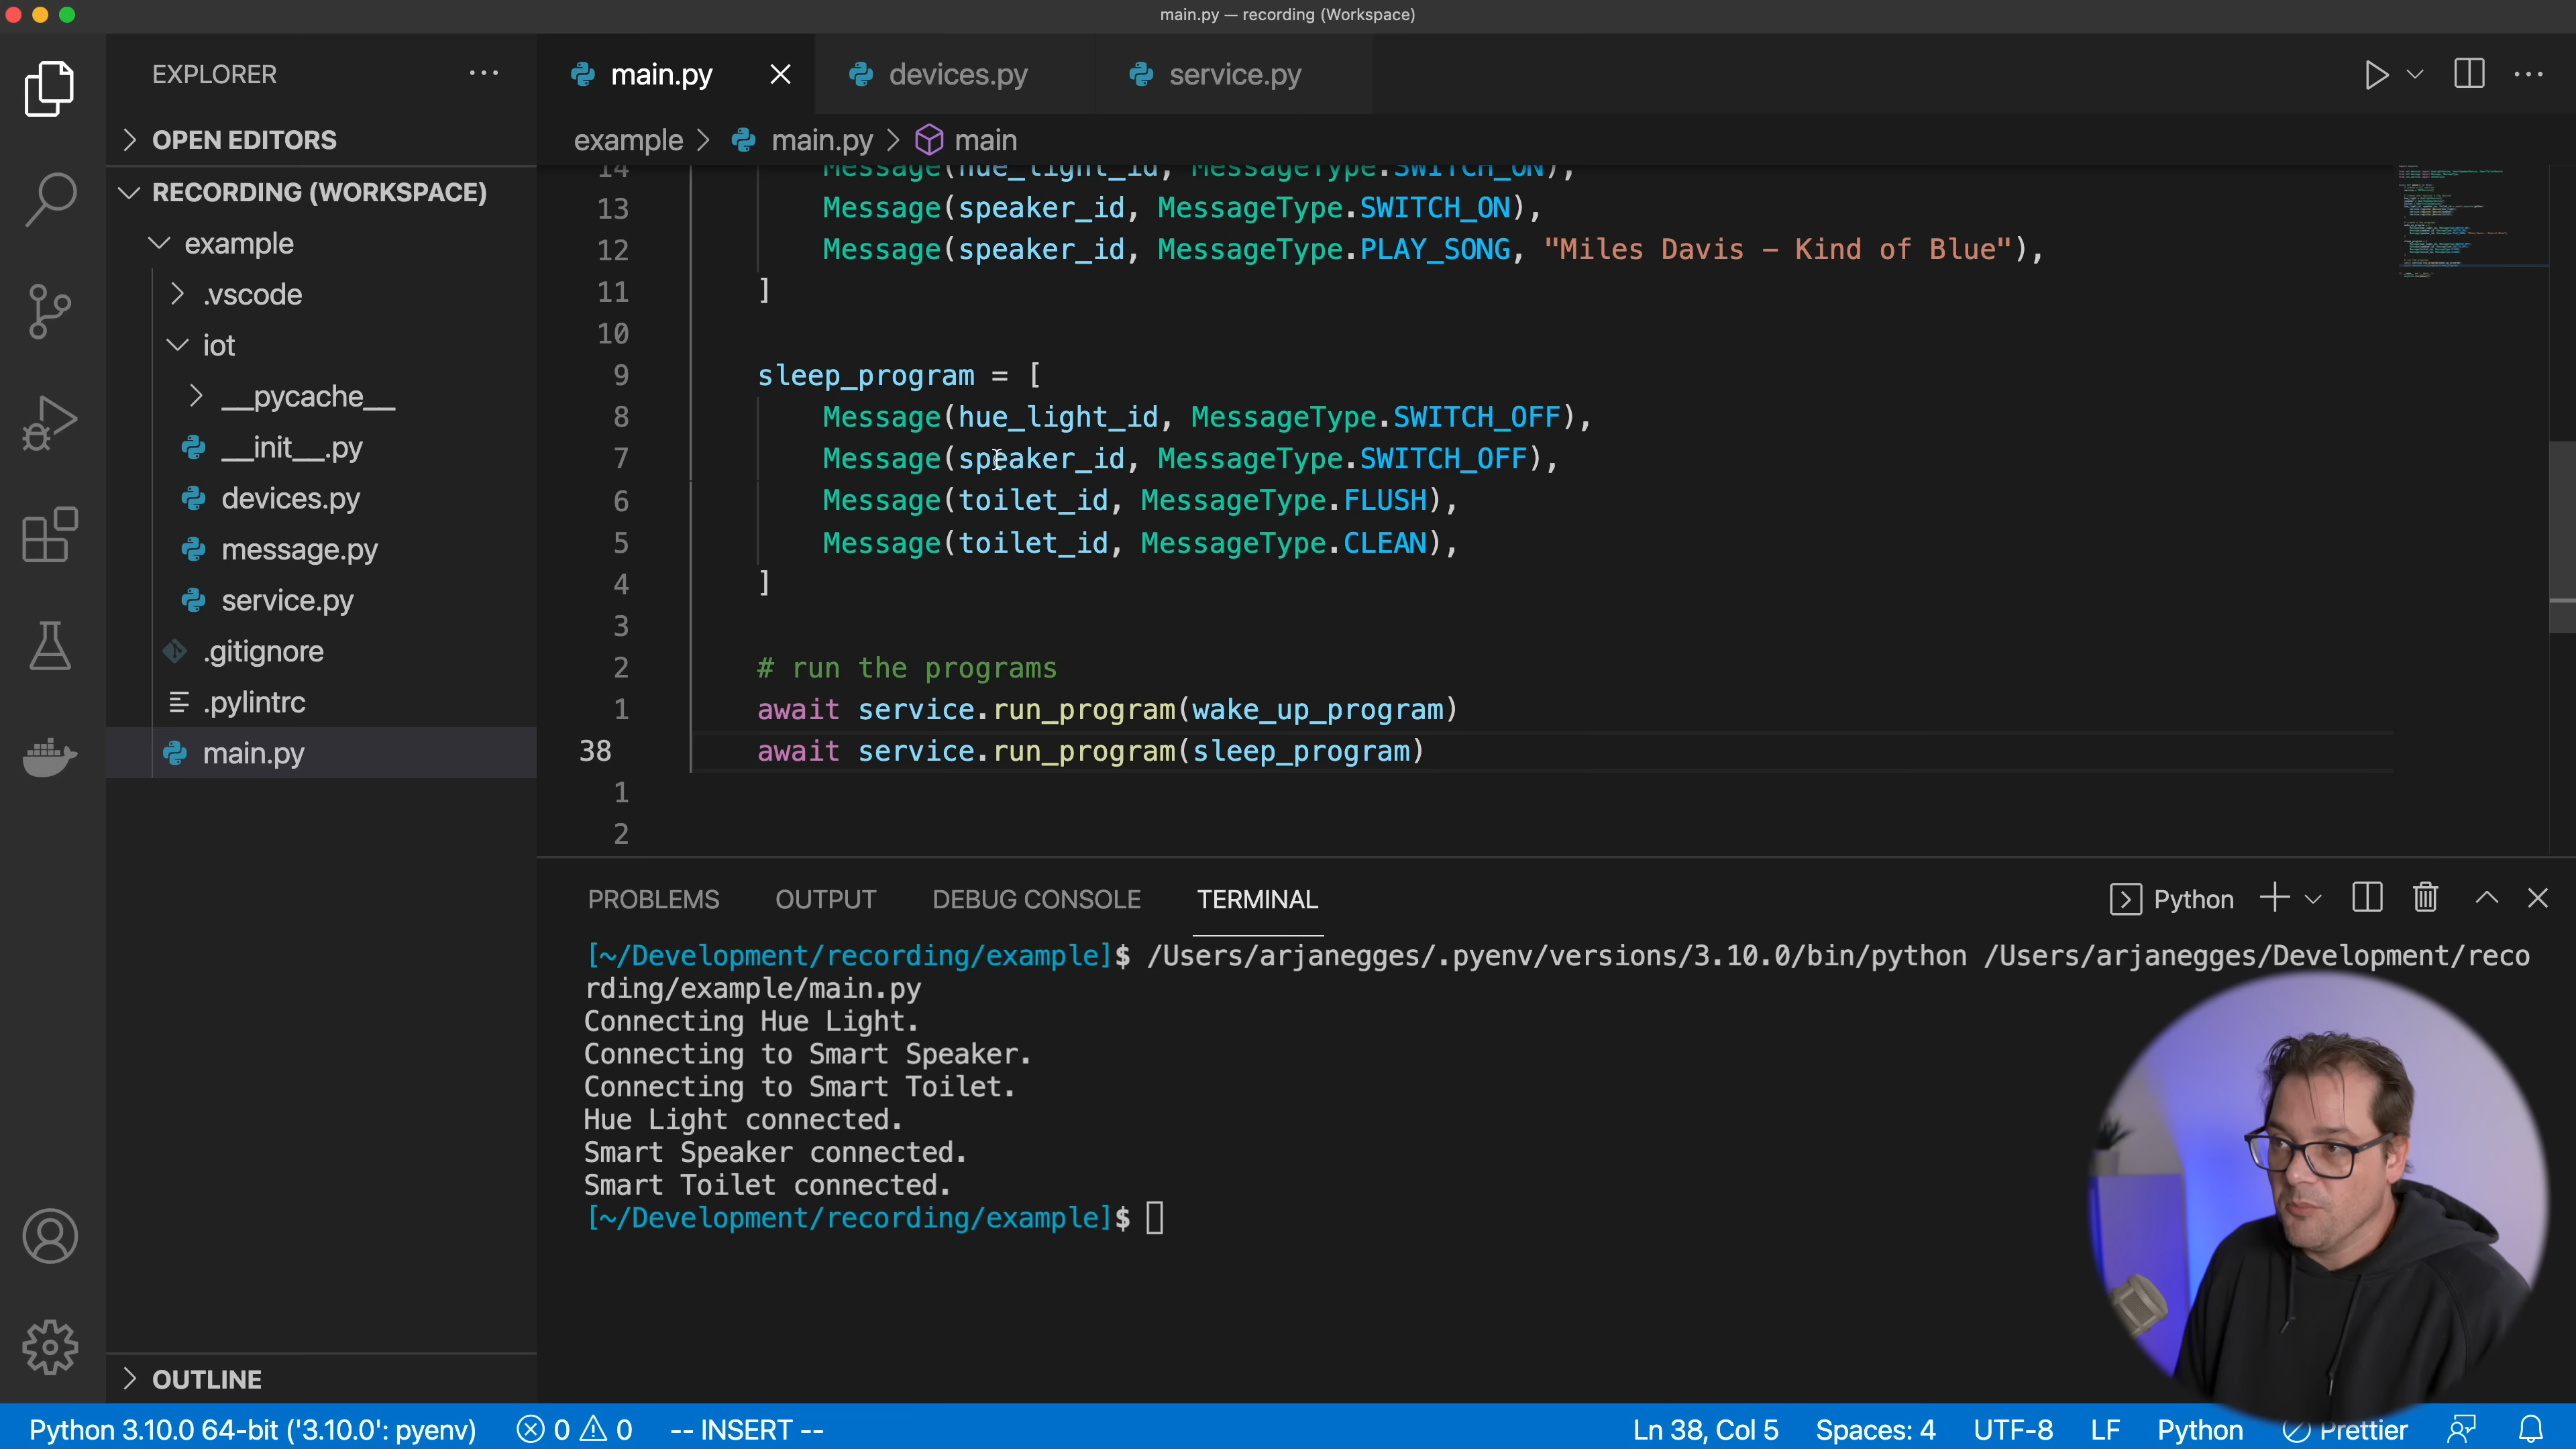 main.py — recording (Workspace)
EXPLORER
OPEN EDITORS
RECORDING (WORKSPACE)
example
.vscode
iot
__pycache__
__init__.py
devices.py
message.py
service.py
.gitignore
.pylintrc
main.py
OUTLINE
main.py
devices.py
service.py
example
main.py
main
14 Message(hue_light_id, MessageType.SWITCH_ON),
13 Message(speaker_id, MessageType.SWITCH_ON),
12 Message(speaker_id, MessageType.PLAY_SONG, "Miles Davis – Kind of Blue"),
11 ]
10
9 sleep_program = [
8 Message(hue_light_id, MessageType.SWITCH_OFF),
7 Message(speaker_id, MessageType.SWITCH_OFF),
6 Message(toilet_id, MessageType.FLUSH),
5 Message(toilet_id, MessageType.CLEAN),
4 ]
3
2 # run the programs
1 await service.run_program(wake_up_program)
38 await service.run_program(sleep_program)
1
2
PROBLEMS OUTPUT DEBUG CONSOLE TERMINAL
Python
[~/Development/recording/example]$ /Users/arjanegges/.pyenv/versions/3.10.0/bin/python /Users/arjanegges/Development/reco
rding/example/main.py
Connecting Hue Light.
Connecting to Smart Speaker.
Connecting to Smart Toilet.
Hue Light connected.
Smart Speaker connected.
Smart Toilet connected.
[~/Development/recording/example]$
Python 3.10.0 64-bit ('3.10.0': pyenv) 0 0 -- INSERT -- Ln 38, Col 5 Spaces: 4 UTF-8 LF Python Prettier